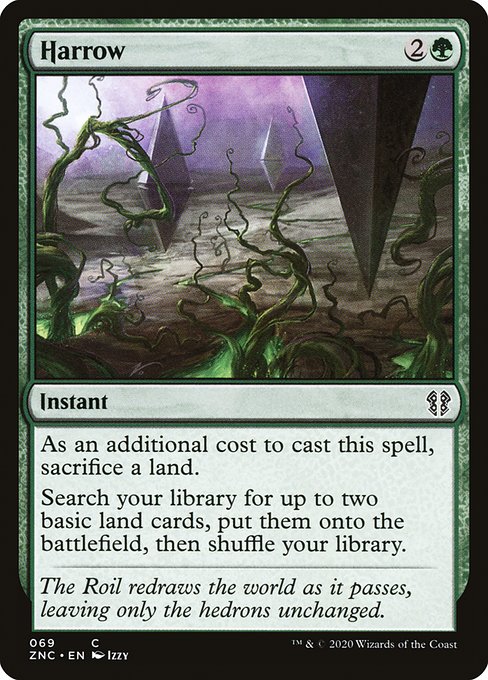 Harrow 2
Instant
As an additional cost to cast this spell,
sacrifice a land.
Search your library for up to two
basic land cards, put them onto the
battlefield, then shuffle your library.
The Roil redraws the world as it passes,
leaving only the hedrons unchanged.
069 C
ZNC • EN Izzy
™ & © 2020 Wizards of the Coast